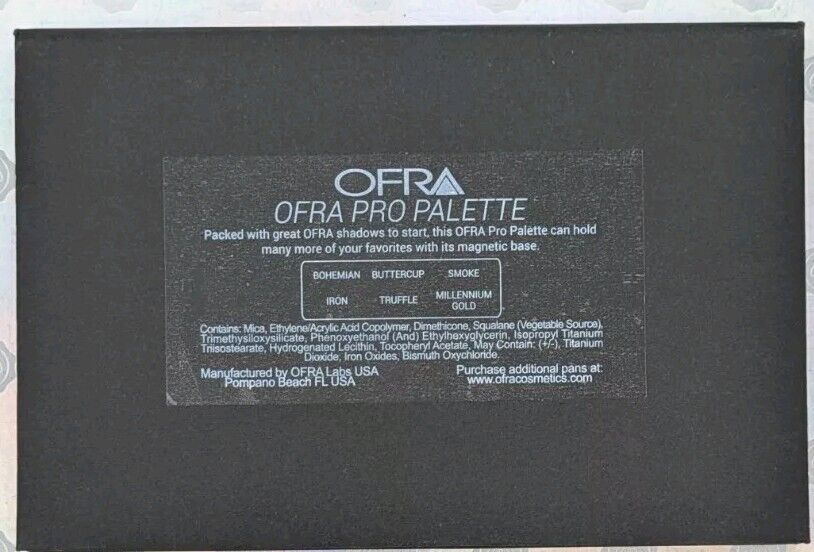 OFRA
OFRA PRO PALETTE
Packed with great OFRA shadows to start, this OFRA Pro Palette can hold
many more of your favorites with its magnetic base.
BOHEMIAN BUTTERCUP SMOKE
IRON TRUFFLE MILLENNIUM
GOLD
Contains: Mica, Ethylene/Acrylic Acid Copolymer, Dimethicone, Squalane (Vegetable Source),
Trimethysiloxysilicate, Phenoxyethanol (And) Ethylhexyglycerin, Isopropyl Titanium
Triisostearate, Hydrogenated Lecithin, Tocopheryl Acetate, May Contain: (+/-), Titanium
Dioxide, Iron Oxides, Bismuth Oxychloride.
Manufactured by OFRA Labs USA Purchase additional pans at:
Pompano Beach FL USA www.ofracosmetics.com